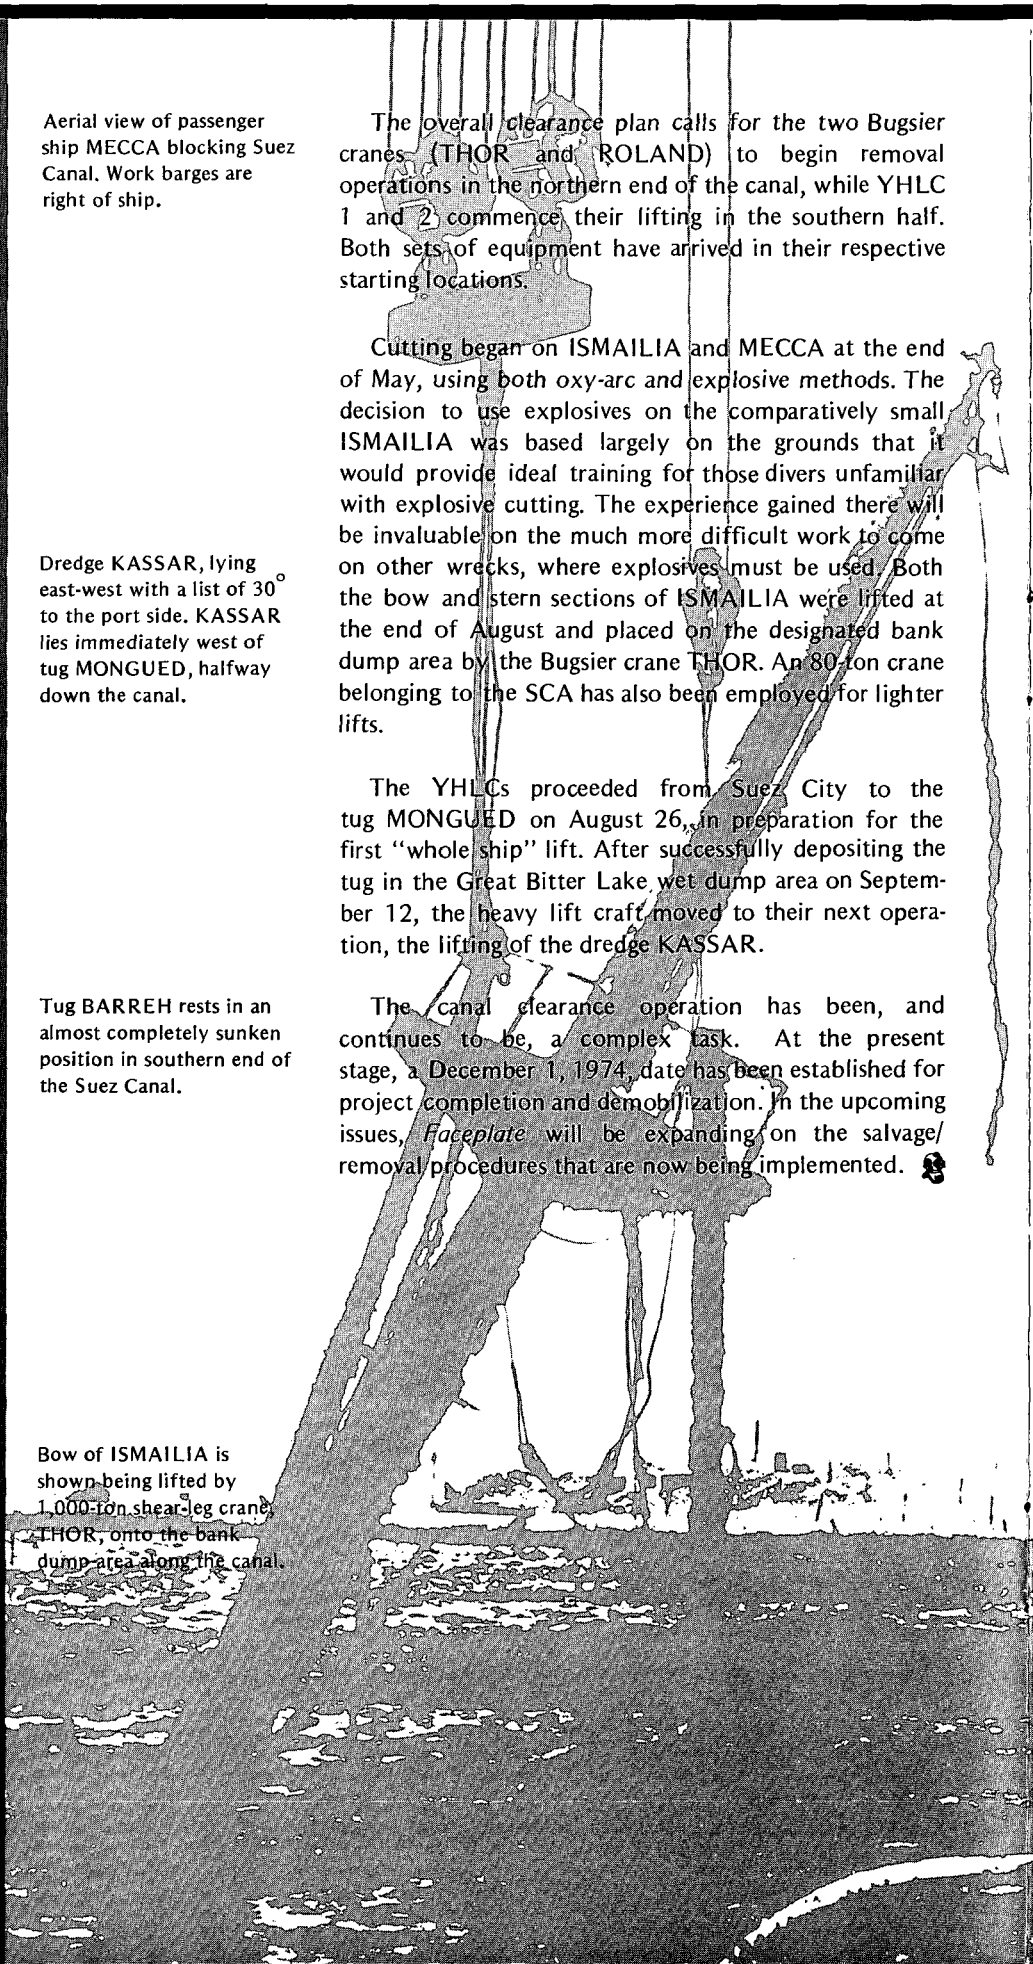 Aerial view of passenger
ship MECCA blocking Suez
Canal. Work barges are
right of ship.
Dredge KASSAR, lying
east-west with a list of 30°
to the port side. KASSAR
lies immediately west of
tug MONGUED, halfway
down the canal.
Tug BARREH rests in an
almost completely sunken
position in southern end of
the Suez Canal.
Bow of ISMAILIA is
shown being lifted by
1,000-ton shear-leg crane,
THOR, onto the bank
dump area along the canal.
The overall clearance plan calls for the two Bugsier
cranes (THOR and ROLAND) to begin removal
operations in the northern end of the canal, while YHLC
1 and 2 commence their lifting in the southern half.
Both sets of equipment have arrived in their respective
starting locations.
Cutting began on ISMAILIA and MECCA at the end
of May, using both oxy-arc and explosive methods. The
decision to use explosives on the comparatively small
ISMAILIA was based largely on the grounds that it
would provide ideal training for those divers unfamiliar
with explosive cutting. The experience gained there will
be invaluable on the much more difficult work to come
on other wrecks, where explosives must be used. Both
the bow and stern sections of ISMAILIA were lifted at
the end of August and placed on the designated bank
dump area by the Bugsier crane THOR. An 80-ton crane
belonging to the SCA has also been employed for lighter
lifts.
The YHLCs proceeded from Suez City to the
tug MONGUED on August 26, in preparation for the
first “whole ship” lift. After successfully depositing the
tug in the Great Bitter Lake wet dump area on Septem-
ber 12, the heavy lift craft moved to their next opera-
tion, the lifting of the dredge KASSAR.
The canal clearance operation has been, and
continues to be, a complex task. At the present
stage, a December 1, 1974, date has been established for
project completion and demobilization. In the upcoming
issues, Faceplate will be expanding on the salvage/
removal procedures that are now being implemented.